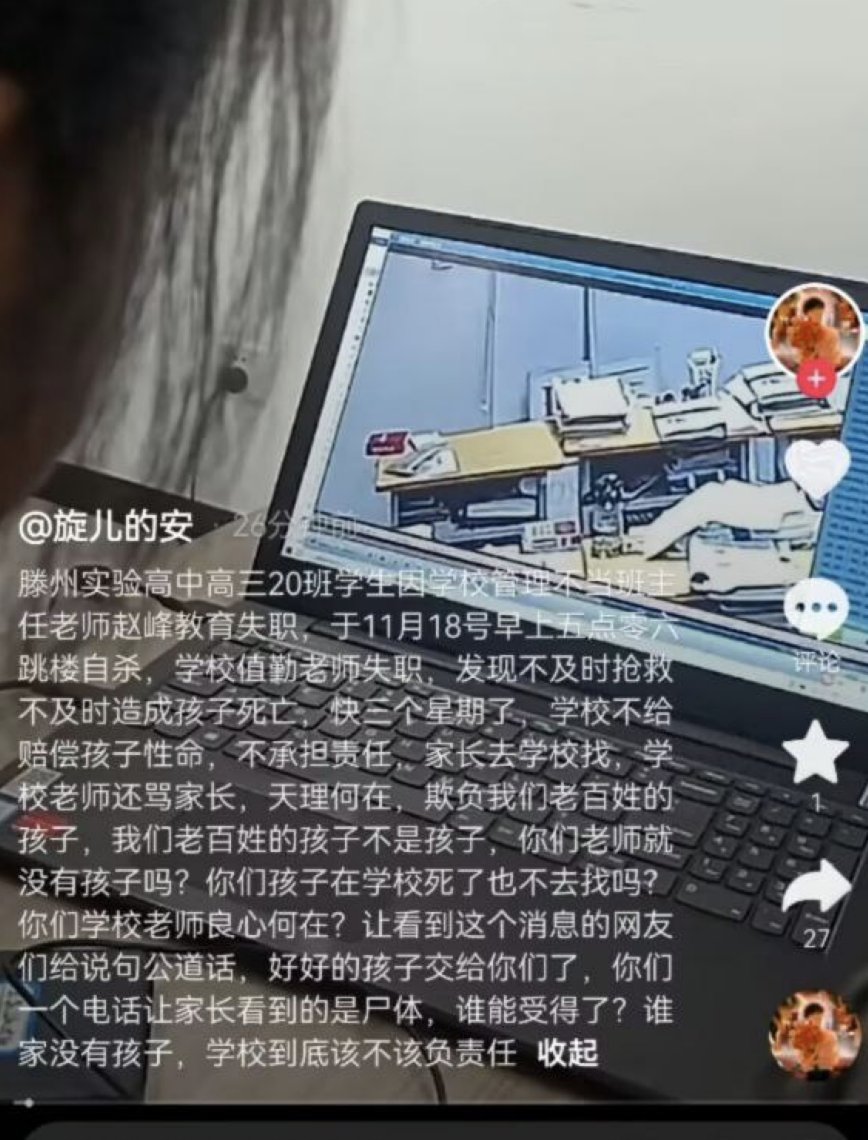 @旋儿的安 · 26分钟前
滕州实验高中高三20班学生因学校管理不当班主
任老师赵峰教育失职，于11月18号早上五点零六
跳楼自杀，学校值勤老师失职，发现不及时抢救
不及时造成孩子死亡，快三个星期了，学校不给
赔偿孩子性命，不承担责任，家长去学校找，学
校老师还骂家长，天理何在，欺负我们老百姓的
孩子，我们老百姓的孩子不是孩子，你们老师就
没有孩子吗？你们孩子在学校死了也不去找吗？
你们学校老师良心何在？让看到这个消息的网友
们给说句公道话，好好的孩子交给你们了，你们
一个电话让家长看到的是尸体，谁能受得了？谁
家没有孩子，学校到底该不该负责任 收起
评论
1
27